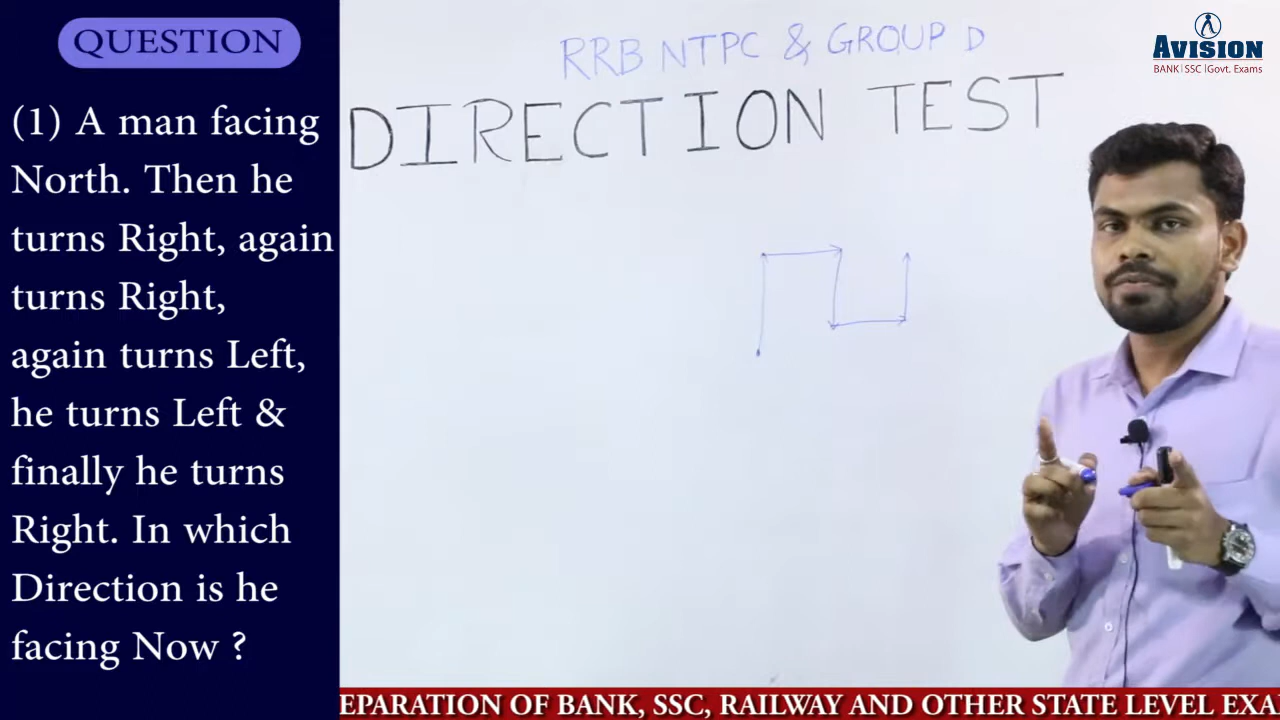 QUESTION
(1) A man facing
North. Then he
turns Right, again
turns Right,
again turns Left,
he turns Left &
finally he turns
Right. In which
Direction is he
facing Now ?
RRB NTPC & GROUP D
DIRECTION TEST
AVISION
BANK | SSC | Govt. Exams
EPARATION OF BANK, SSC, RAILWAY AND OTHER STATE LEVEL EXA